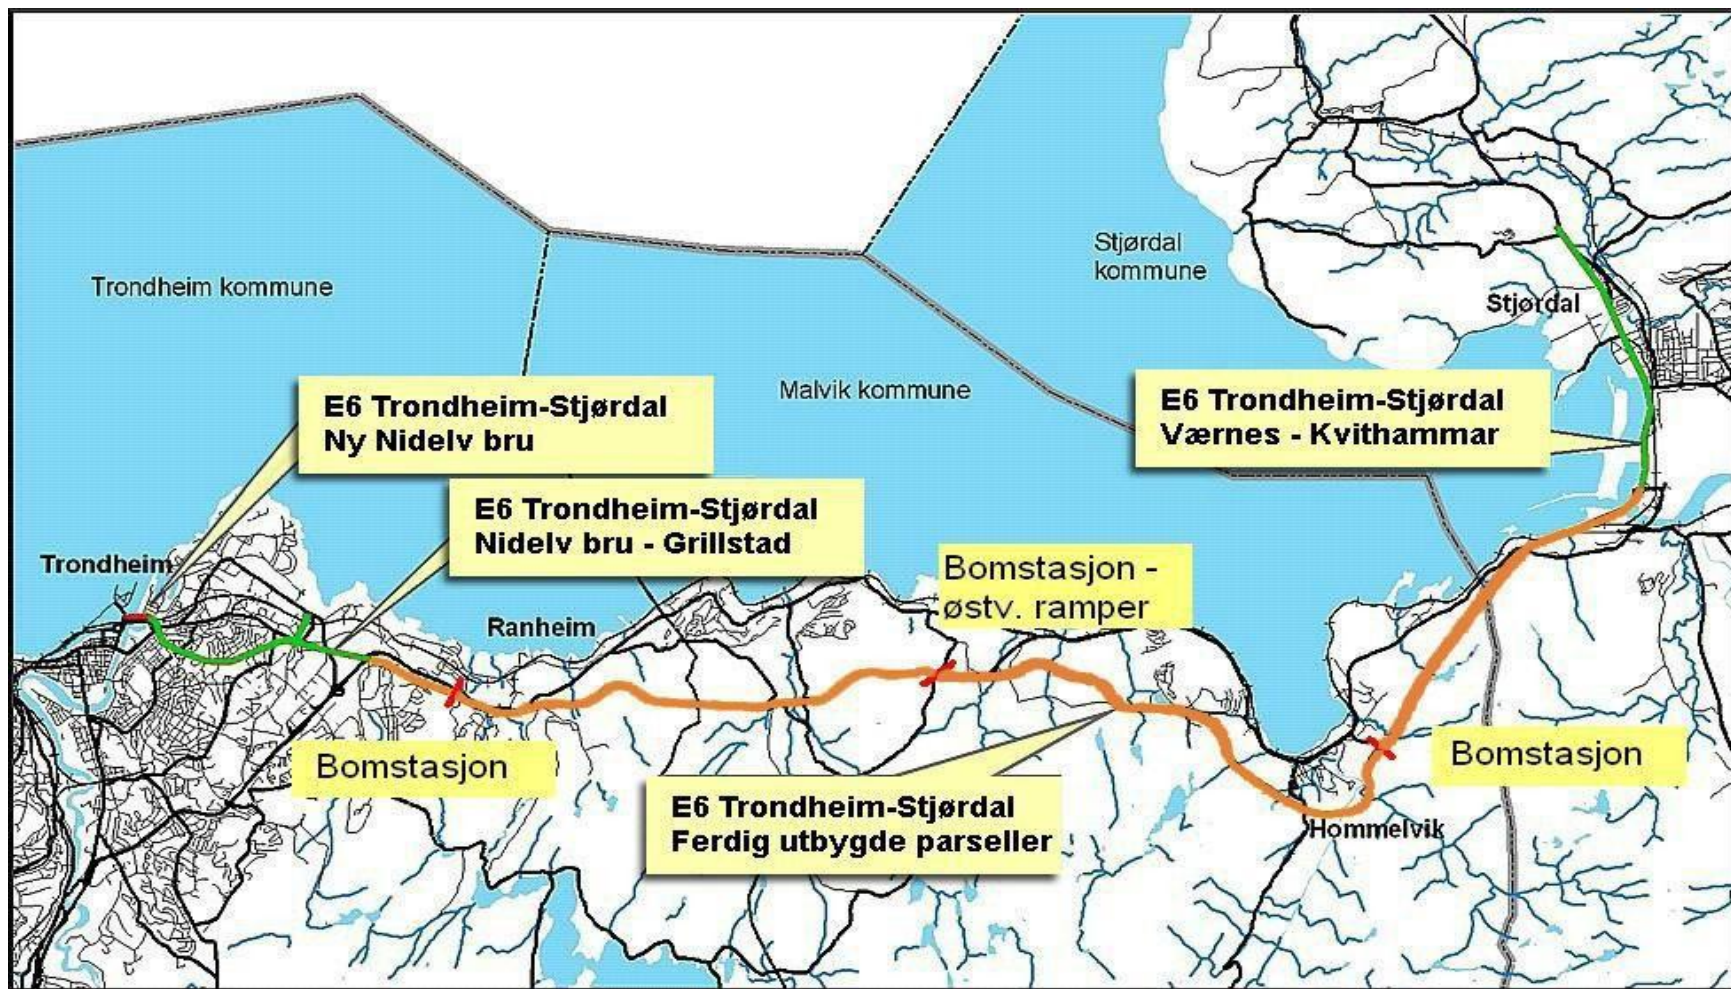 Stjørdal
kommune
Trondheim kommune
Stjørdal
Malvik kommune
E6 Trondheim-Stjørdal
Ny Nidelv bru
E6 Trondheim-Stjørdal
Værnes - Kvithammar
E6 Trondheim-Stjørdal
Nidelv bru - Grillstad
Trondheim
Bomstasjon -
østv. ramper
Ranheim
Bomstasjon
Bomstasjon
E6 Trondheim-Stjørdal
Ferdig utbygde parseller
Hommelvik